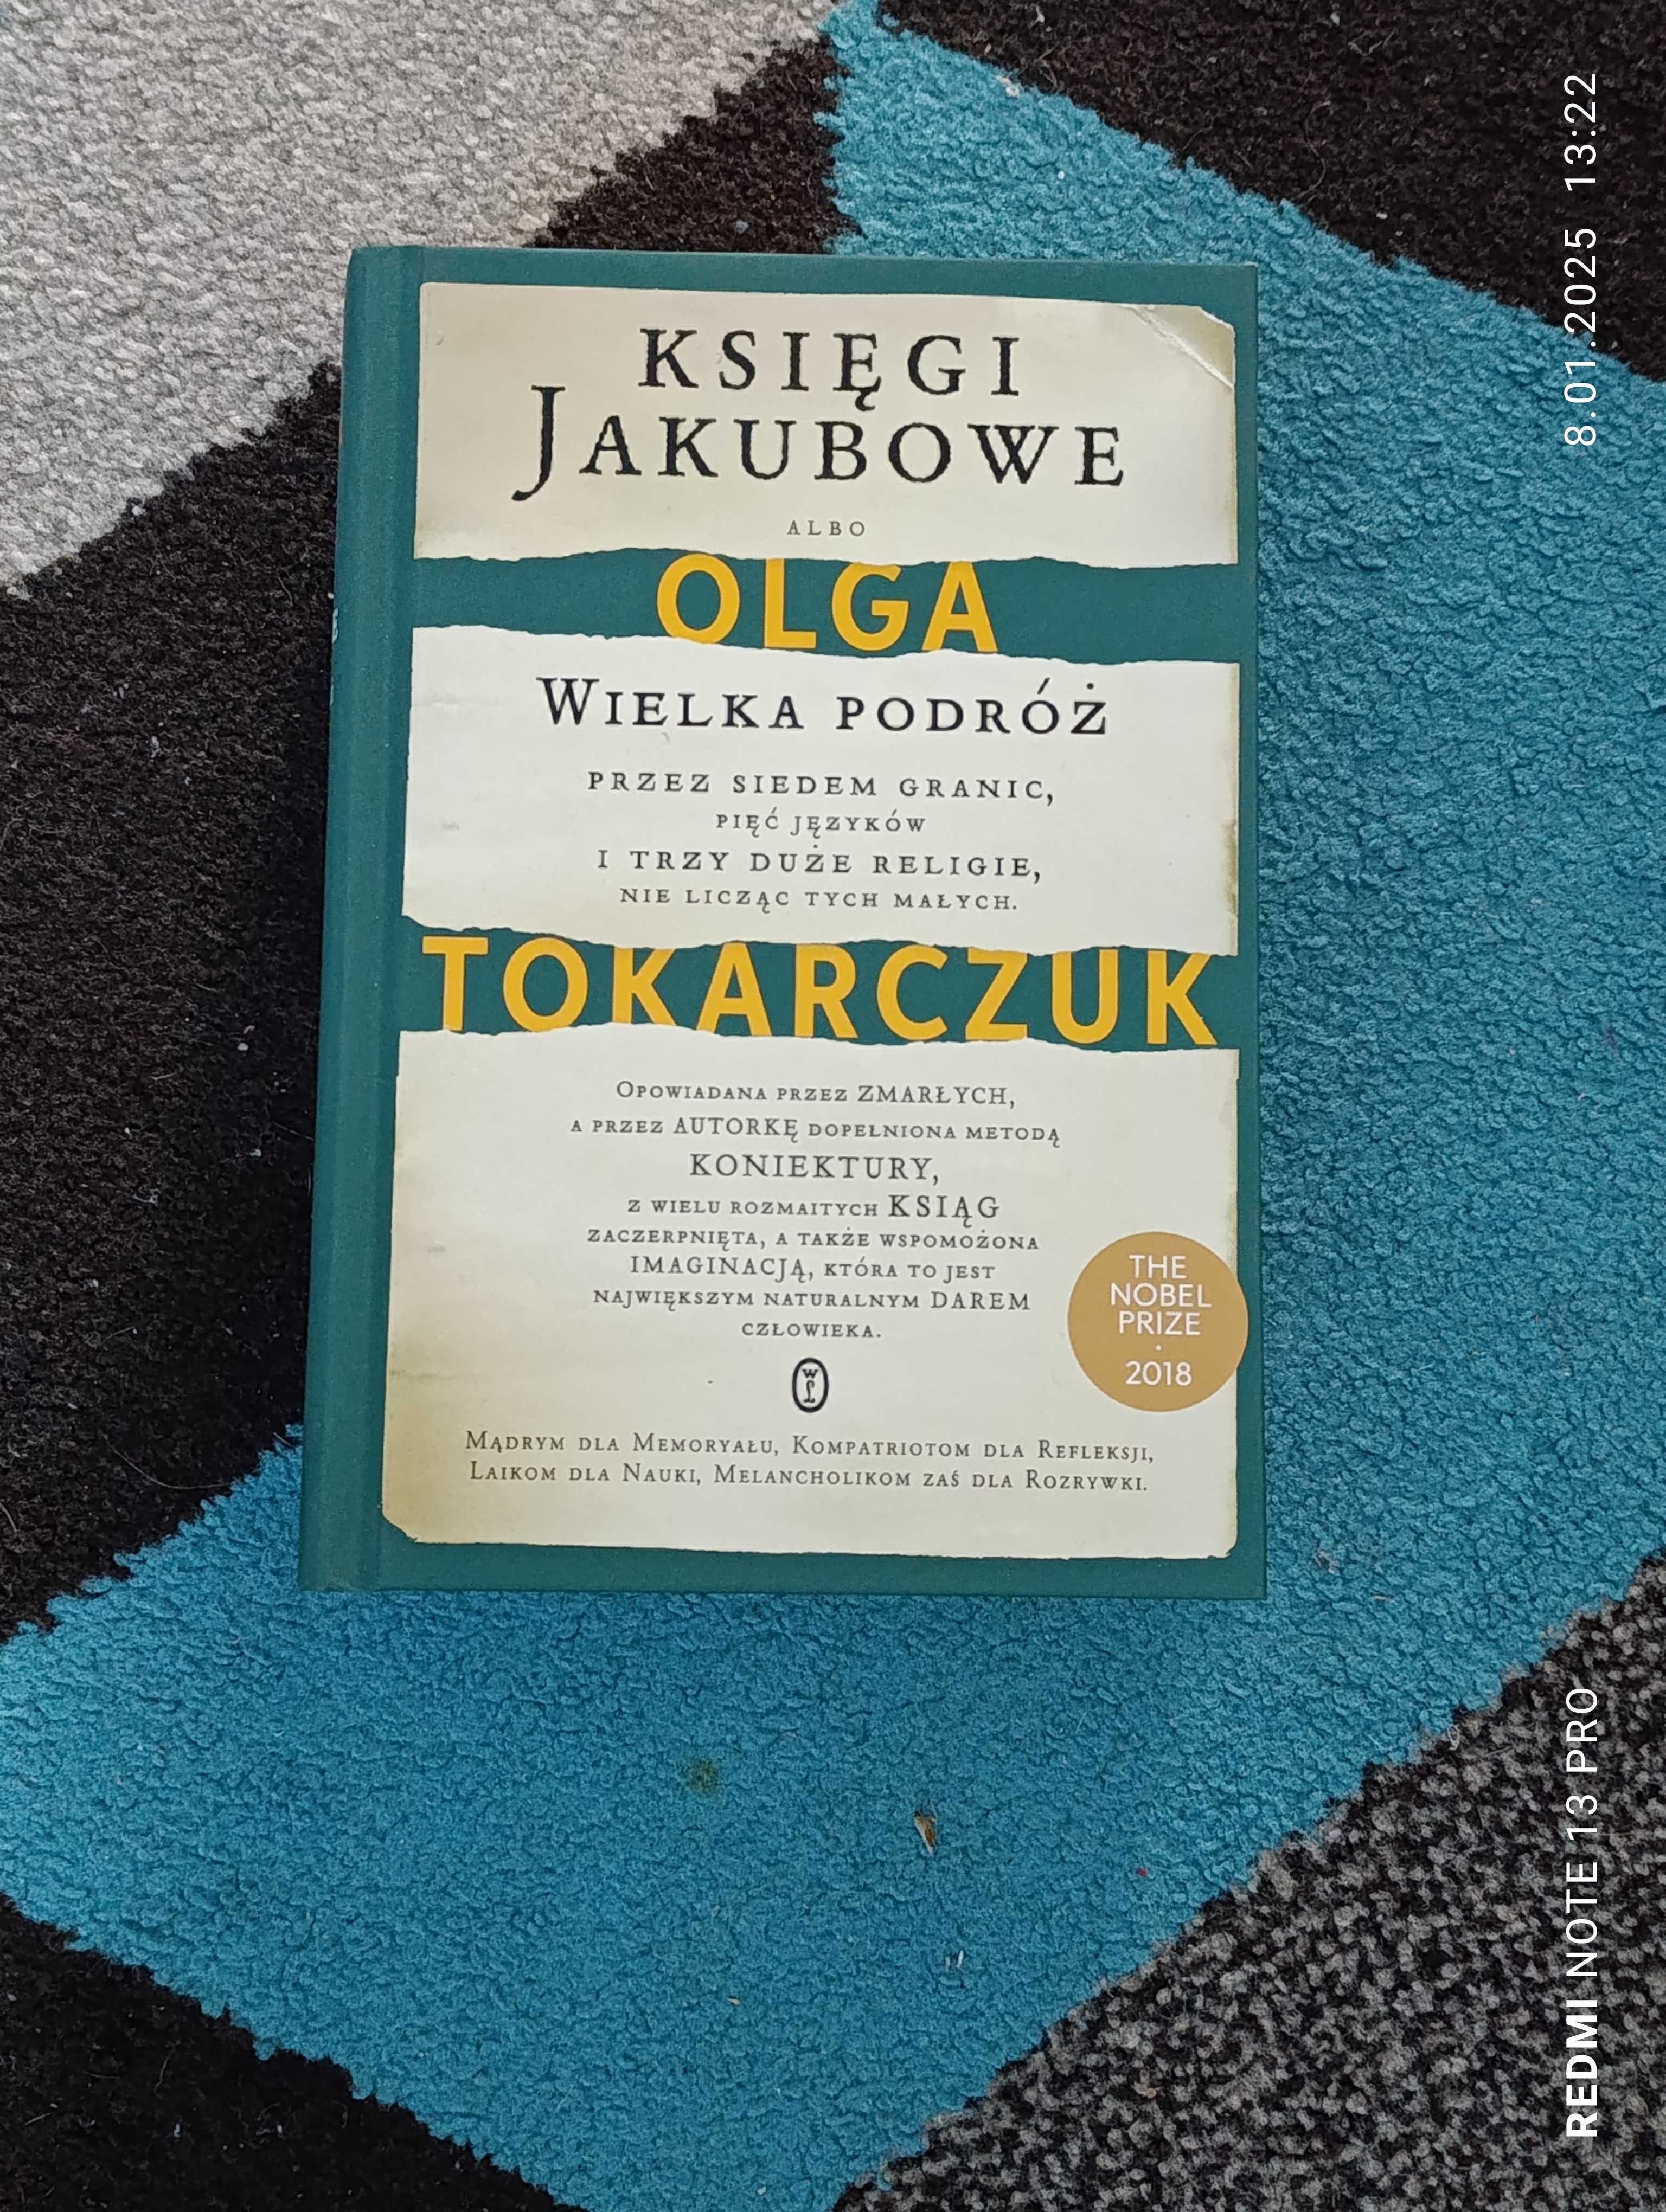 KSIĘGI
JAKUBOWE
ALBO
OLGA
WIELKA PODRÓŻ
PRZEZ SIEDEM GRANIC,
PIĘĆ JĘZYKÓW
I TRZY DUŻE RELIGIE,
NIE LICZĄC TYCH MAŁYCH.
TOKARCZUK
OPOWIADANA PRZEZ ZMARŁYCH,
A PRZEZ AUTORKĘ DOPEŁNIONA METODĄ
KONIEKTURY,
Z WIELU ROZMAITYCH KSIĄG
ZACZERPNIĘTA, A TAKŻE WSPOMOŻONA
IMAGINACJĄ, KTÓRA TO JEST
NAJWIĘKSZYM NATURALNYM DAREM
CZŁOWIEKA.
THE
NOBEL
PRIZE
·
2018
WL
MĄDRYM DLA MEMORYAŁU, KOMPATRIOTOM DLA REFLEKSJI,
LAIKOM DLA NAUKI, MELANCHOLIKOM ZAŚ DLA ROZRYWKI.
REDMI NOTE 13 PRO
8.01.2025 13:22